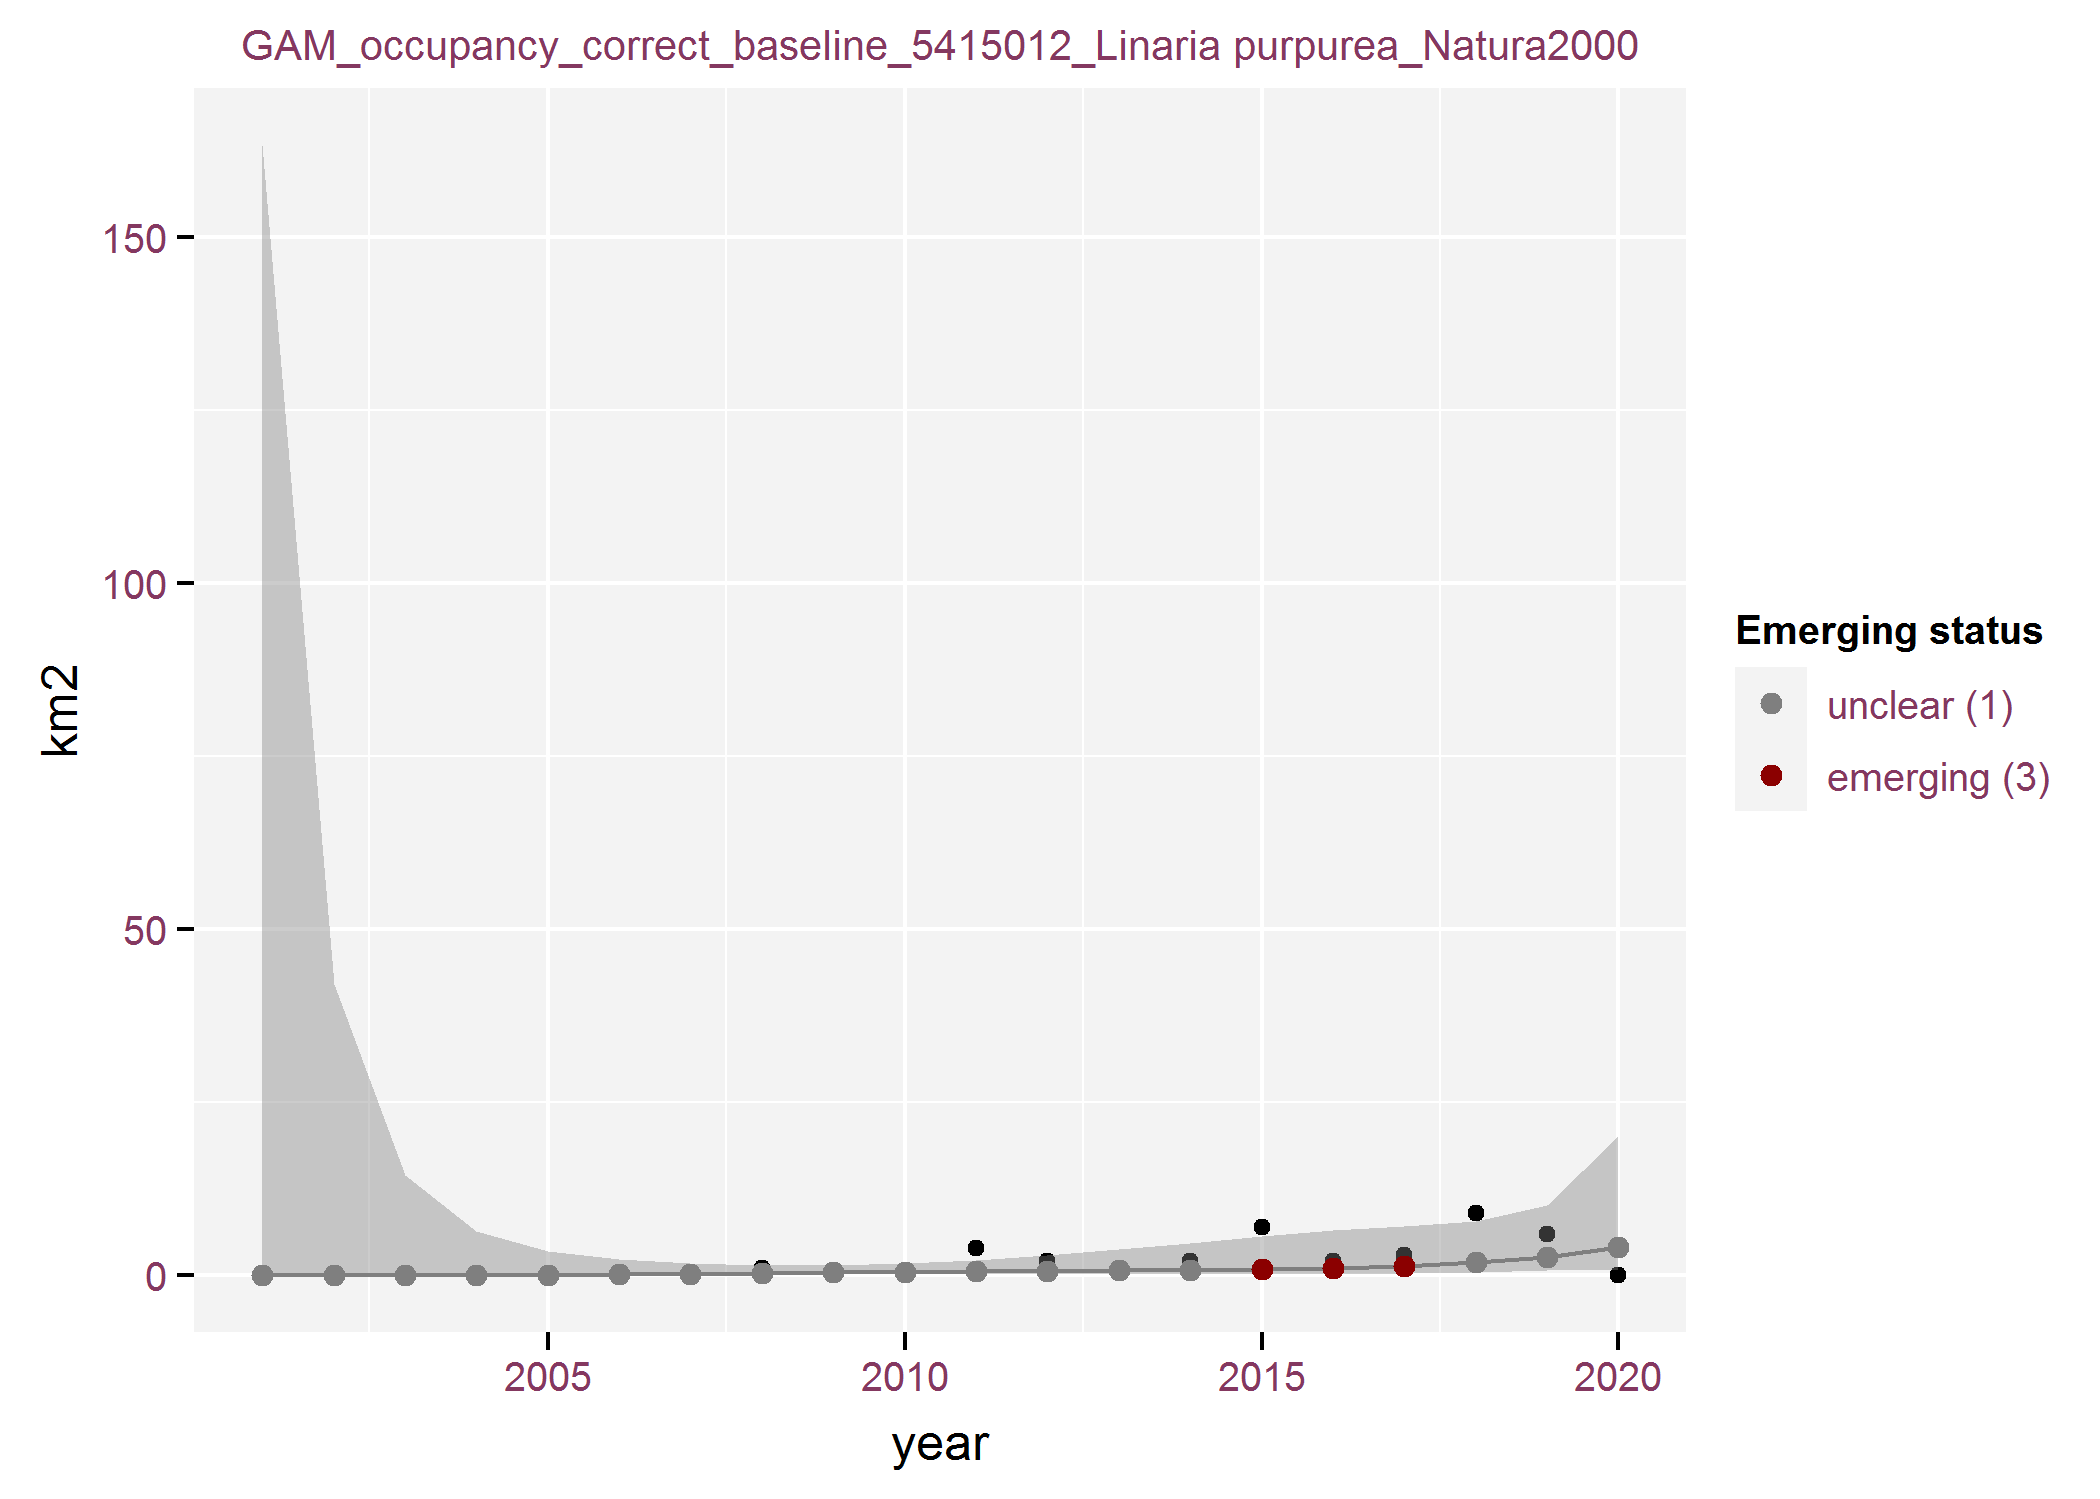 GAM_occupancy_correct_baseline_5415012_Linaria purpurea_Natura2000
150
100
50
0
km2
2005 2010 2015 2020
year
Emerging status
unclear (1)
emerging (3)